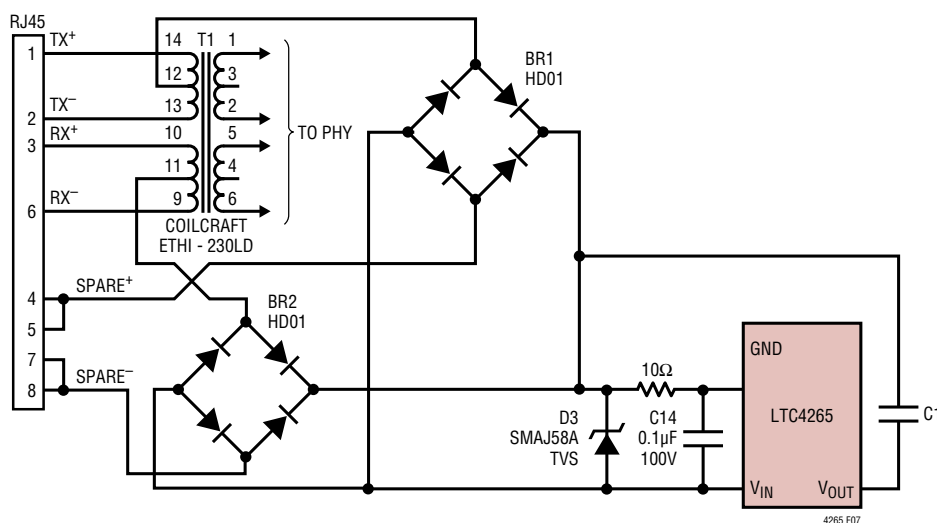 RJ45
1
TX+
2
TX−
3
RX+
6
RX−
4
SPARE+
5
7
8
SPARE−
14
T1
1
12
3
13
2
10
5
11
4
9
6
COILCRAFT
ETHI - 230LD
TO PHY
BR1
HD01
BR2
HD01
10Ω
D3
SMAJ58A
TVS
C14
0.1µF
100V
GND
LTC4265
VIN
VOUT
4265 F07